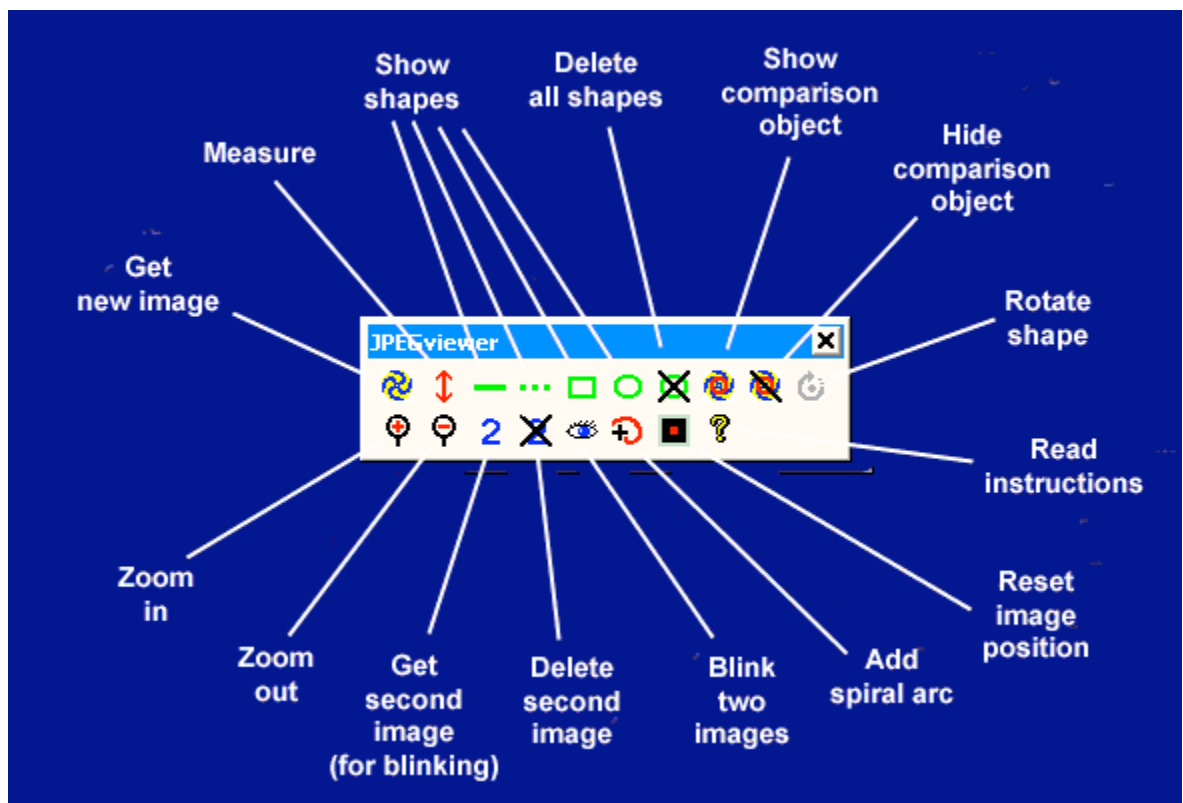 Show
shapes
Delete
all shapes
Show
comparison
object
Hide
comparison
object
Measure
Get
new image
Rotate
shape
JPEGviewer
2
2
?
Read
instructions
Zoom
in
Reset
image
position
Zoom
out
Get
second
image
(for blinking)
Delete
second
image
Blink
two
images
Add
spiral arc